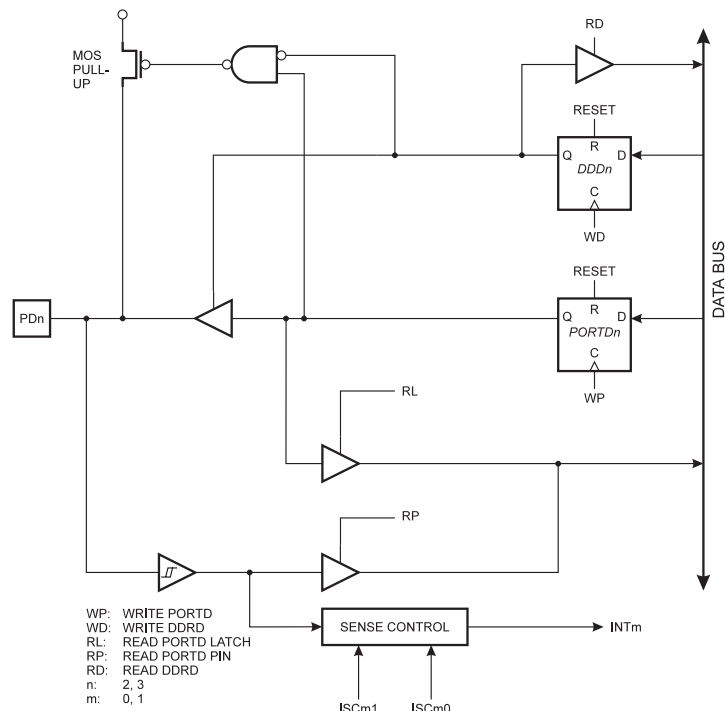 RD
MOS
PULL-
UP
RESET
R
Q
D
DDDn
C
WD
DATA BUS
RESET
PDn
R
Q
D
PORTDn
C
WP
RL
RP
WP: WRITE PORTD
WD: WRITE DDRD
RL: READ PORTD LATCH
RP: READ PORTD PIN
RD: READ DDRD
n: 2, 3
m: 0, 1
SENSE CONTROL
INTm
ISCm1
ISCm0